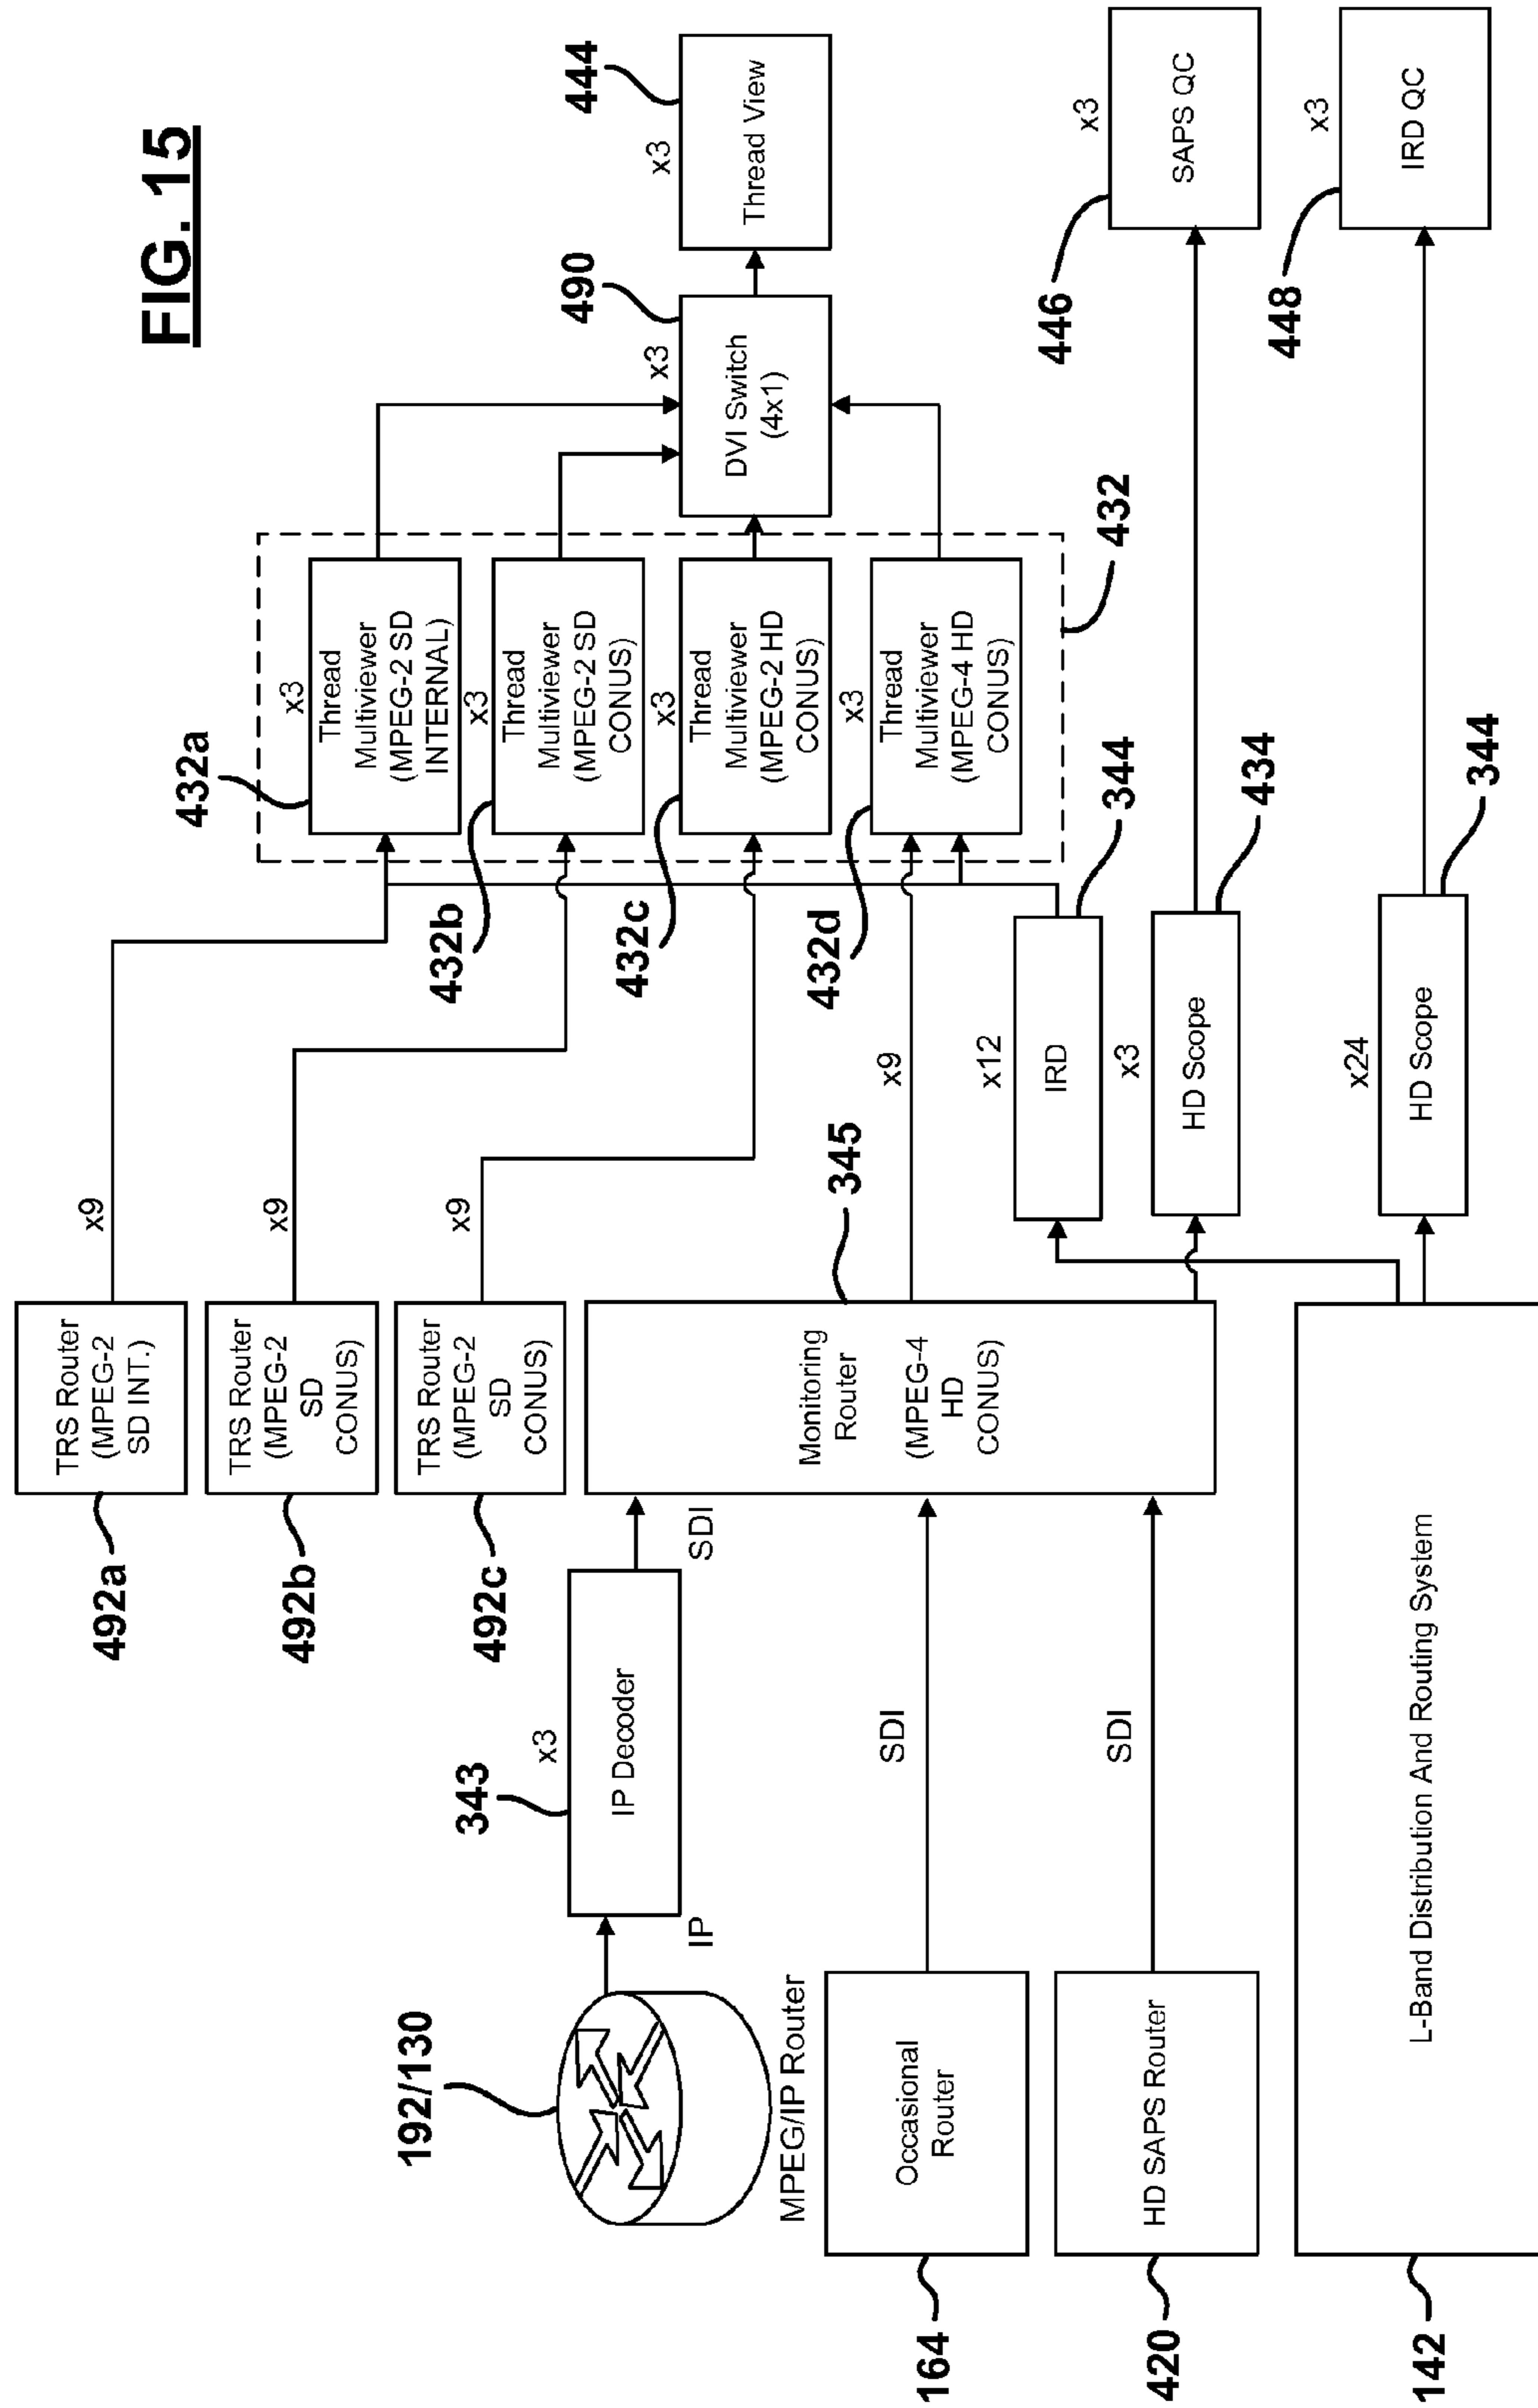 FIG. 15
492a
TRS Router
(MPEG-2
SD INT.)
x9
492b
TRS Router
(MPEG-2
SD
CONUS)
x9
492c
TRS Router
(MPEG-2
SD
CONUS)
x9
432a
x3
Thread
Multiviewer
(MPEG-2 SD
INTERNAL)
432b
x3
Thread
Multiviewer
(MPEG-2 SD
CONUS)
432c
x3
Thread
Multiviewer
(MPEG-2 HD
CONUS)
432d
x3
Thread
Multiviewer
(MPEG-4 HD
CONUS)
432
490
x3
DVI Switch
(4x1)
444
x3
Thread View
192/130
MPEG/IP Router
IP
343
x3
IP Decoder
SDI
345
Monitoring
Router
(MPEG-4
HD
CONUS)
x9
164
Occasional
Router
SDI
420
HD SAPS Router
SDI
x12
IRD
344
x3
HD Scope
434
446
x3
SAPS QC
142
L-Band Distribution And Routing System
x24
HD Scope
344
448
x3
IRD QC